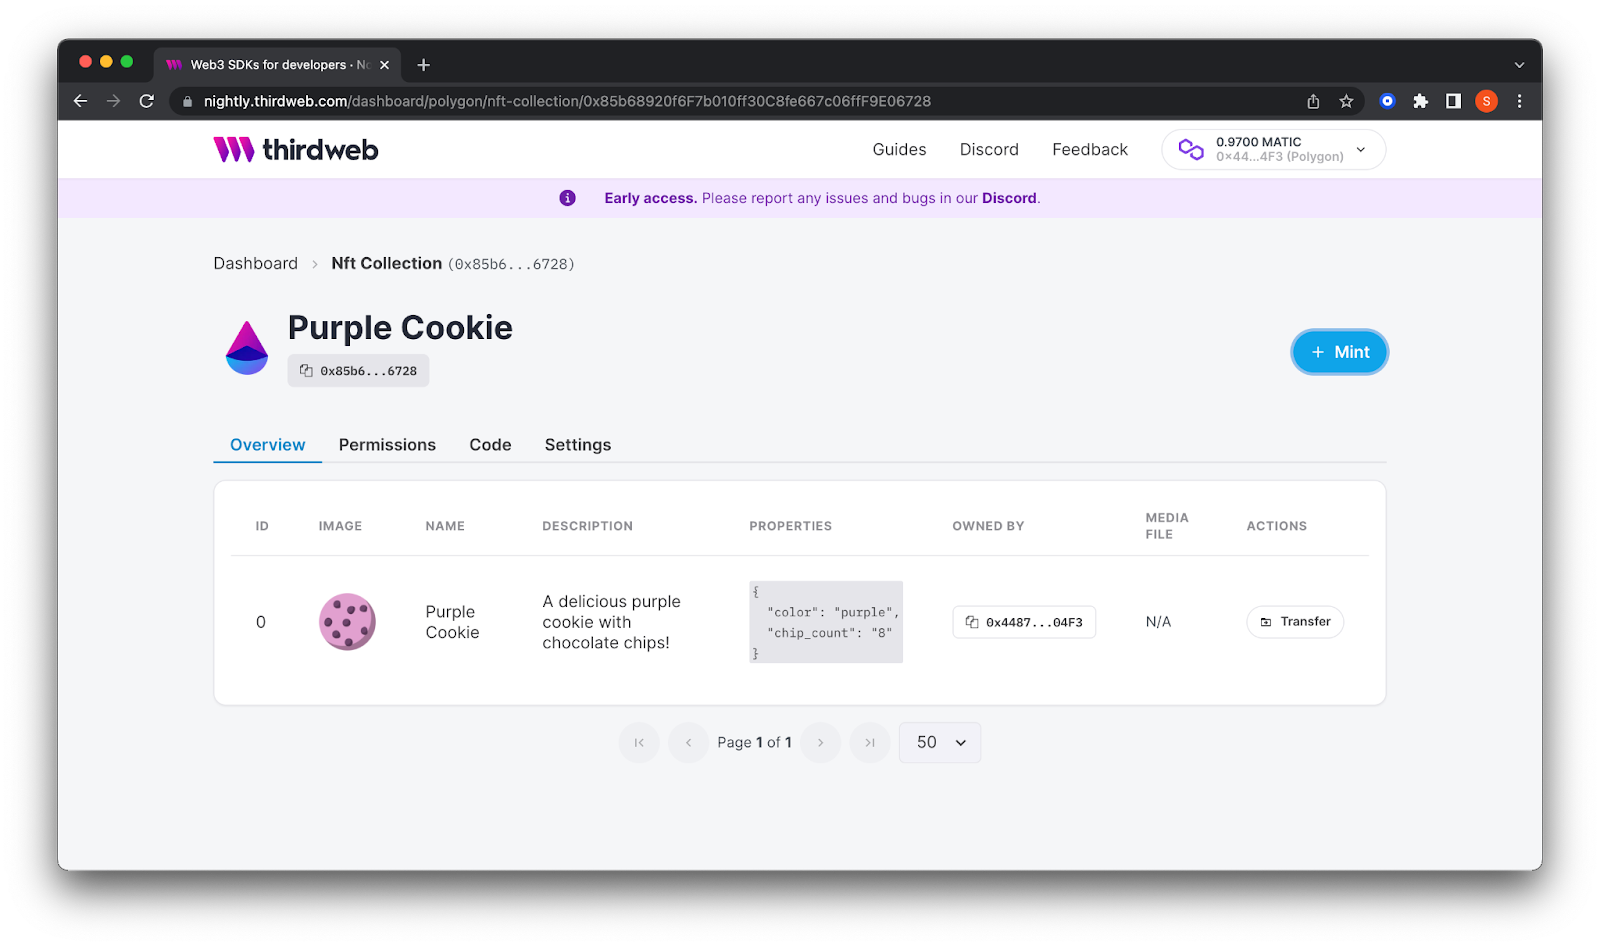 Web3 SDKs for developers · No
nightly.thirdweb.com/dashboard/polygon/nft-collection/0x85b68920f6F7b010ff30C8fe667c06ffF9E06728
S
thirdweb
Guides
Discord
Feedback
0.9700 MATIC
0x44...4F3 (Polygon)
Early access. Please report any issues and bugs in our Discord.
Dashboard › Nft Collection (0x85b6...6728)
Purple Cookie
0x85b6...6728
+ Mint
Overview
Permissions
Code
Settings
ID
IMAGE
NAME
DESCRIPTION
PROPERTIES
OWNED BY
MEDIA
FILE
ACTIONS
0
Purple
Cookie
A delicious purple
cookie with
chocolate chips!
{
"color": "purple",
"chip_count": "8"
}
0x4487...04F3
N/A
Transfer
Page 1 of 1
50